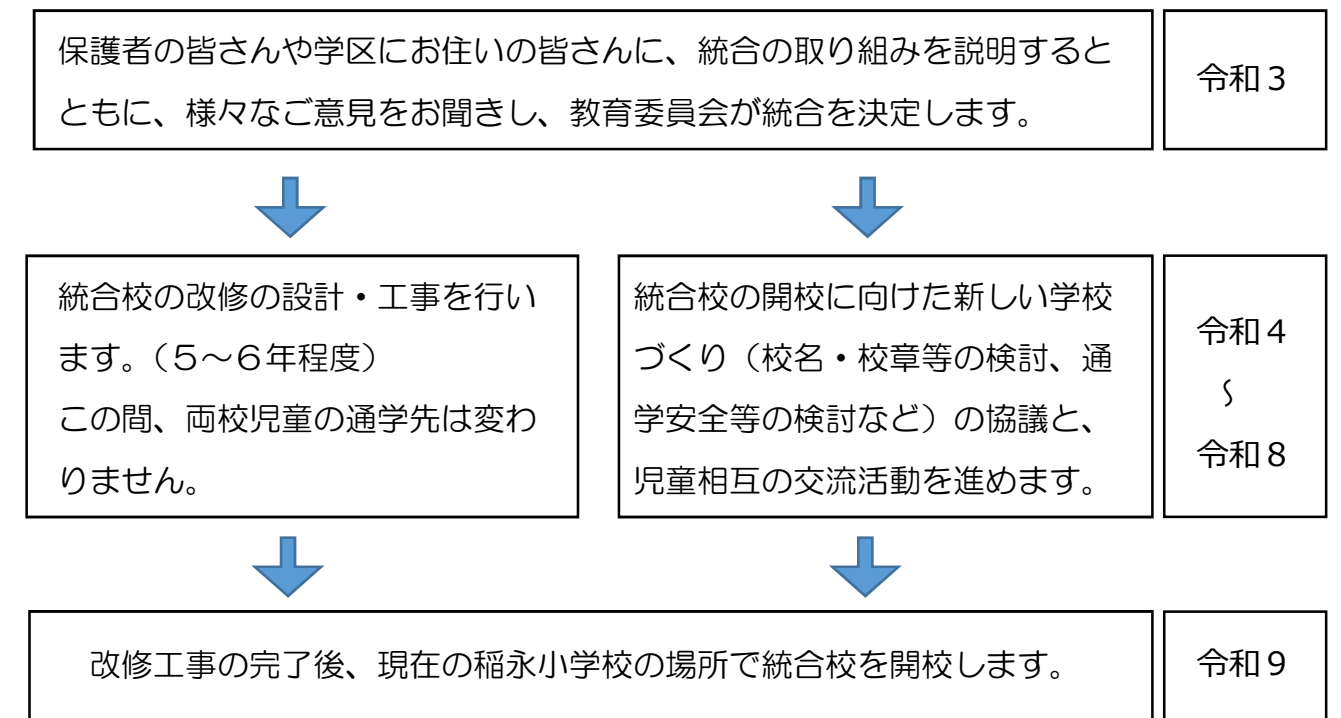 保護者の皆さんや学区にお住いの皆さんに、統合の取り組みを説明すると
ともに、様々なご意見をお聞きし、教育委員会が統合を決定します。
令和３
統合校の改修の設計・工事を行い
ます。（５～６年程度）
この間、両校児童の通学先は変わ
りません。
統合校の開校に向けた新しい学校
づくり（校名・校章等の検討、通
学安全等の検討など）の協議と、
児童相互の交流活動を進めます。
令和４
～
令和８
改修工事の完了後、現在の稲永小学校の場所で統合校を開校します。
令和９